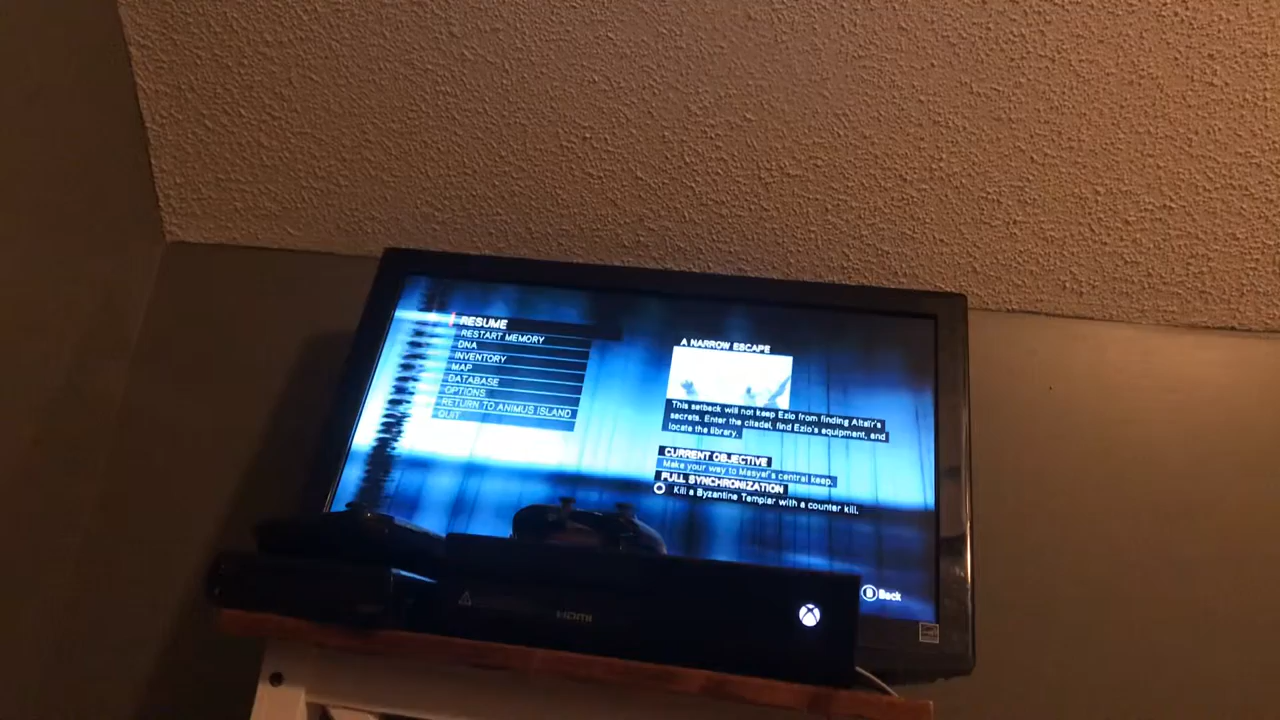 RESUME
RESTART MEMORY
DNA
INVENTORY
MAP
DATABASE
OPTIONS
RETURN TO ANIMUS ISLAND
QUIT
A NARROW ESCAPE
This setback will not keep Ezio from finding Altaïr's
secrets. Enter the citadel, find Ezio's equipment, and
locate the library.
CURRENT OBJECTIVE
Make your way to Masyaf's central keep.
FULL SYNCHRONIZATION
Kill a Byzantine Templar with a counter kill.
B Back
HDMI